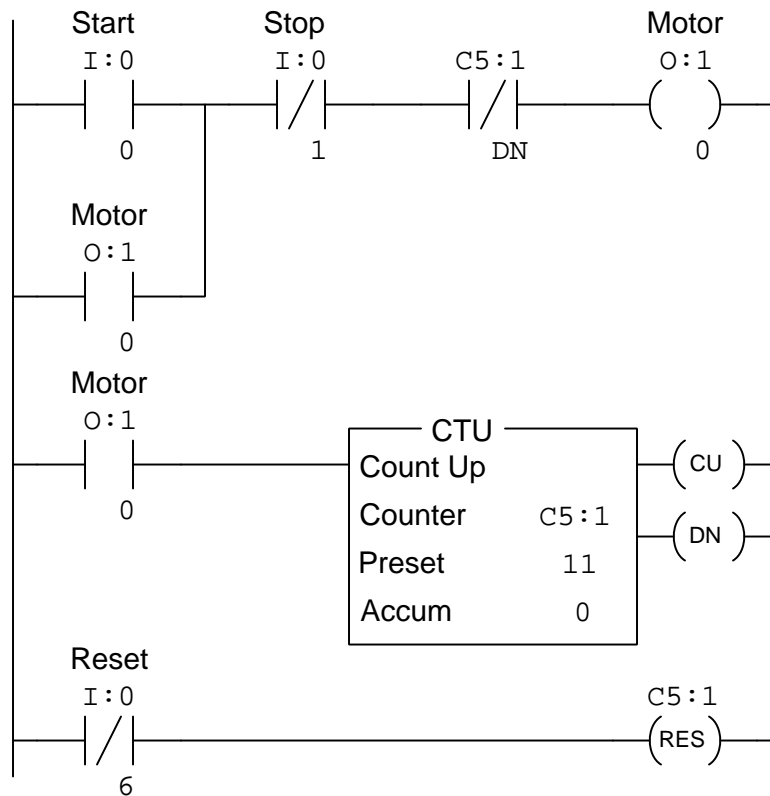 Start Stop Motor
I:0 I:0 C5:1 O:1
0 1 DN 0
Motor
O:1
0
Motor
O:1
0
CTU
Count Up
Counter C5:1
Preset 11
Accum 0
CU
DN
Reset
I:0 C5:1
RES
6